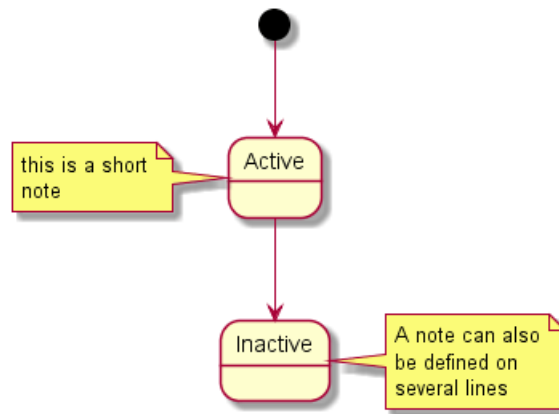 Active
this is a short
note
Inactive
A note can also
be defined on
several lines